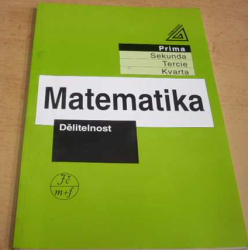 Prima
Sekunda
Tercie
Kvarta
Matematika
Dělitelnost